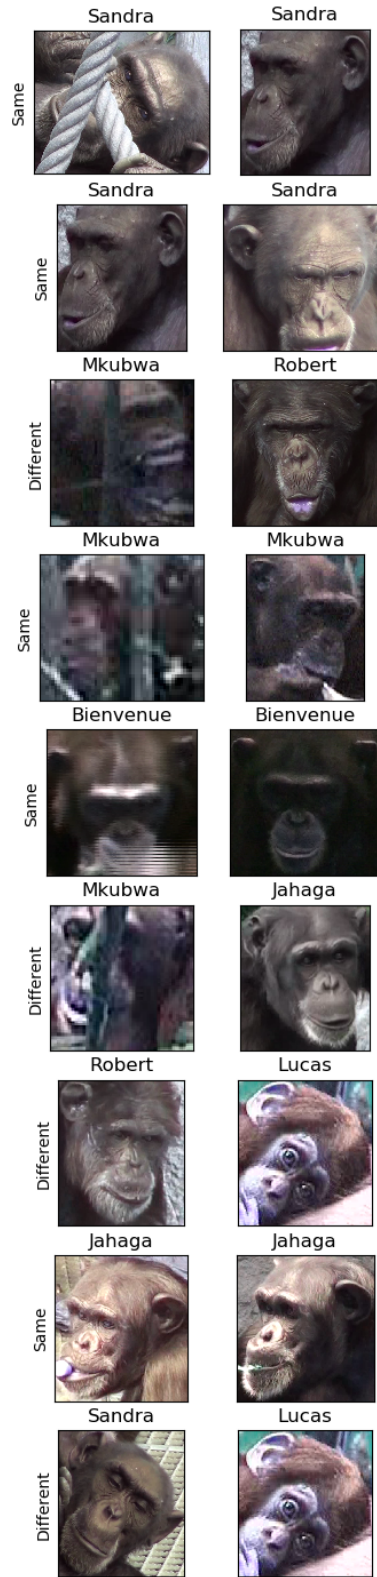 Sandra Sandra
Same
Sandra Sandra
Same
Mkubwa Robert
Different
Mkubwa Mkubwa
Same
Bienvenue Bienvenue
Same
Mkubwa Jahaga
Different
Robert Lucas
Different
Jahaga Jahaga
Same
Sandra Lucas
Different